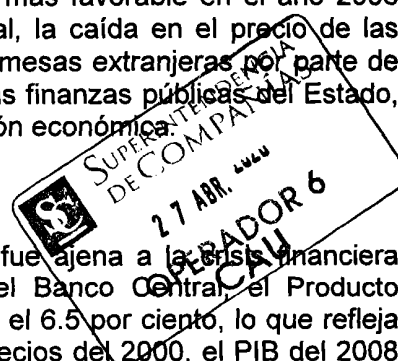 más favorable en el año 2008
al, la caída en el precio de las
mesas extranjeras por parte de
s finanzas públicas del Estado,
ón económica.
SUPERINTENDENCIA
DE COMPAÑÍAS
27 ABR.
OPERADOR 6
CAU
fue ajena a la crisis financiera
el Banco Central, el Producto
el 6.5 por ciento, lo que refleja
ecios del 2000, el PIB del 2008